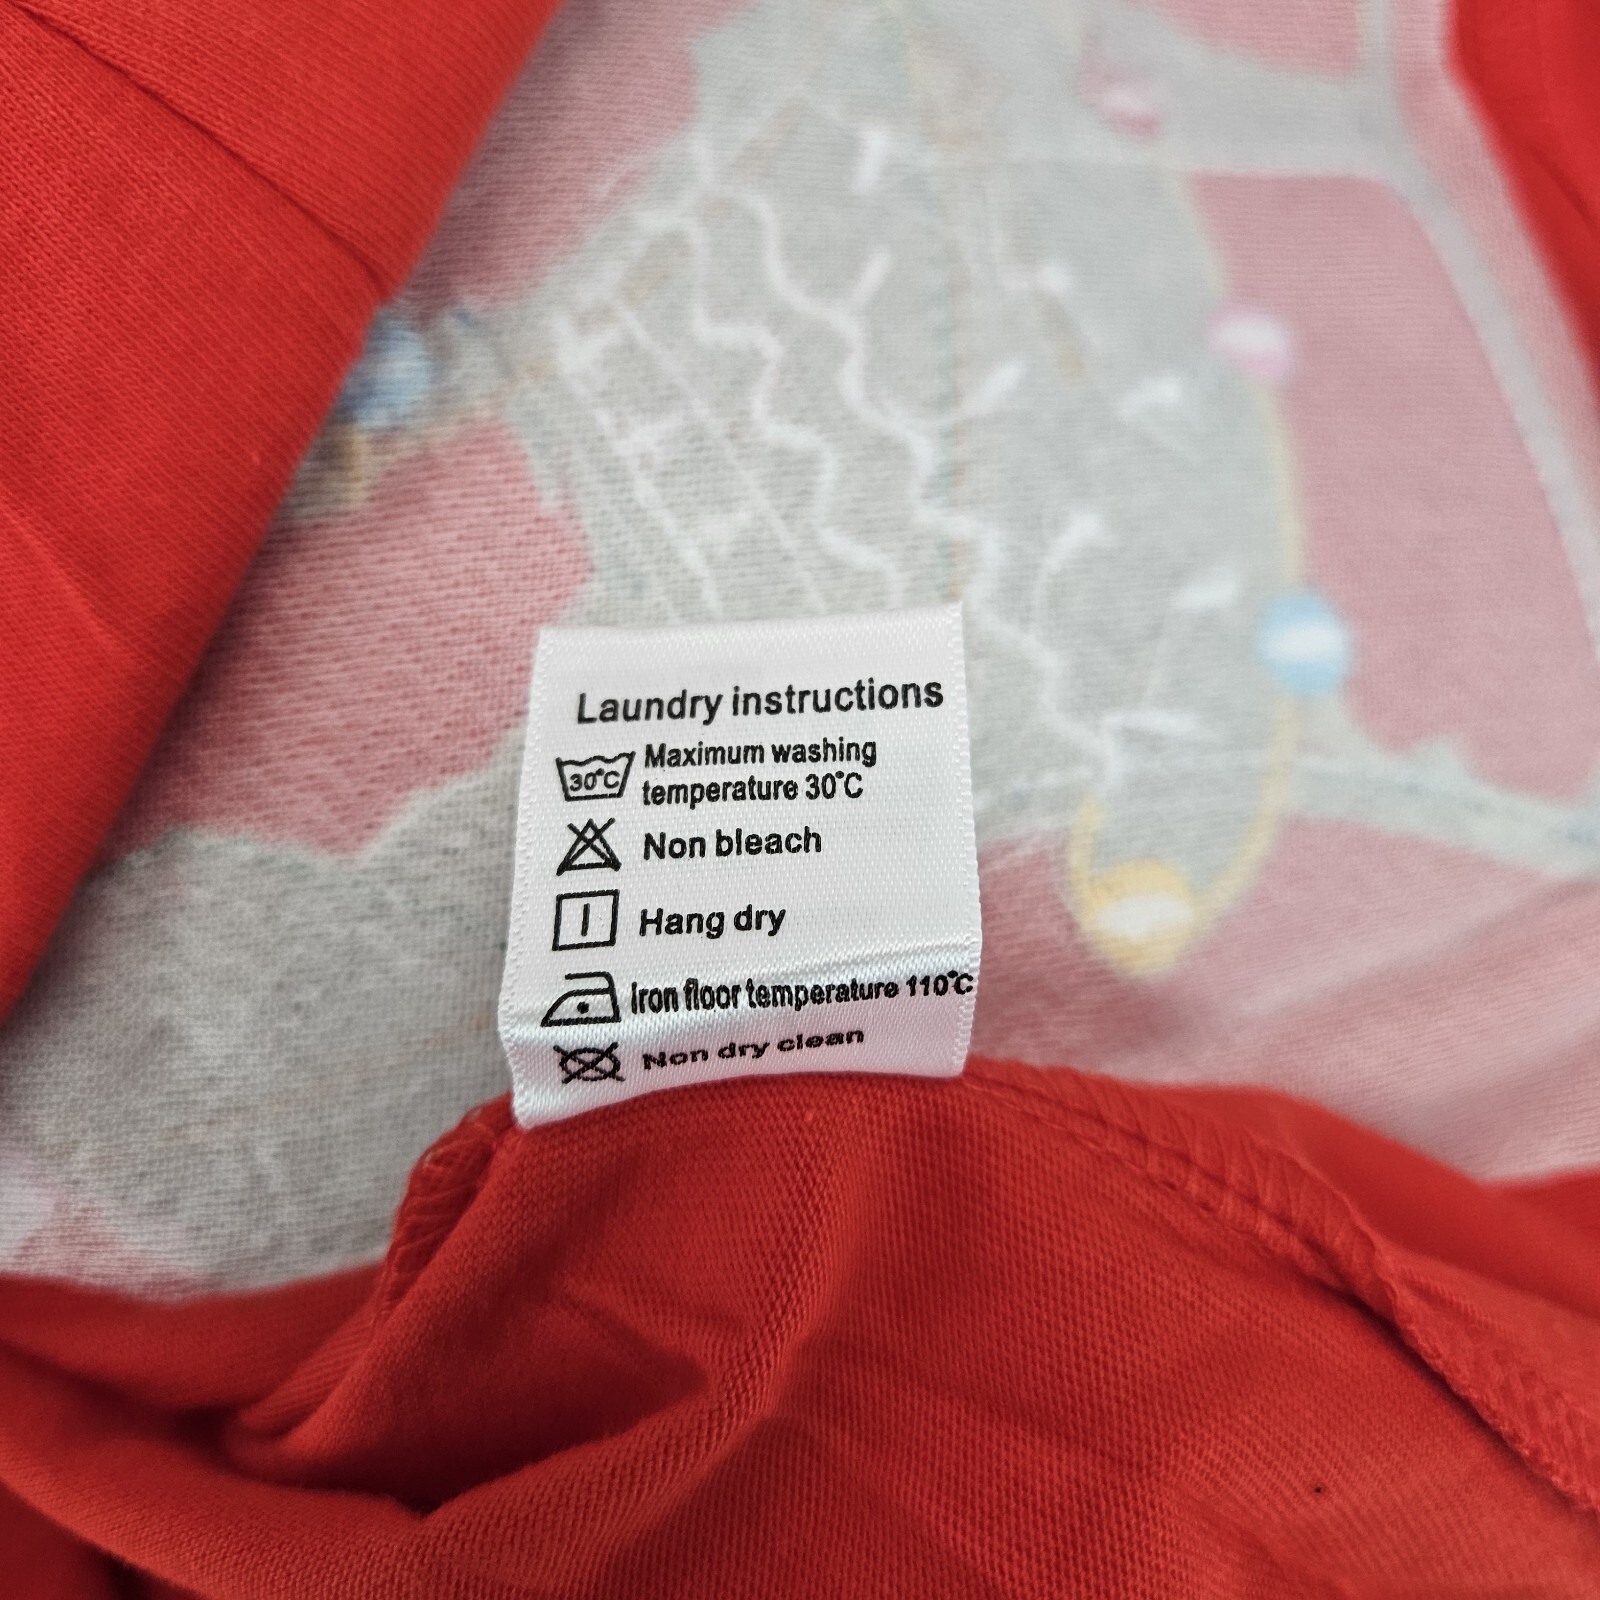 Laundry instructions
30°C Maximum washing
temperature 30°C
Non bleach
Hang dry
Iron floor temperature 110°C
Non dry clean